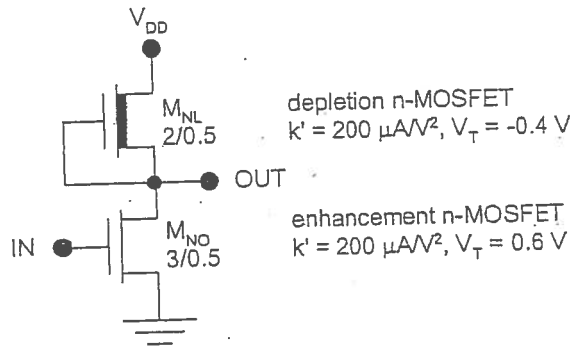 V_DD
M_NL
2/0.5
depletion n-MOSFET
k' = 200 μA/V², V_T = -0.4 V
OUT
IN
M_NO
3/0.5
enhancement n-MOSFET
k' = 200 μA/V², V_T = 0.6 V